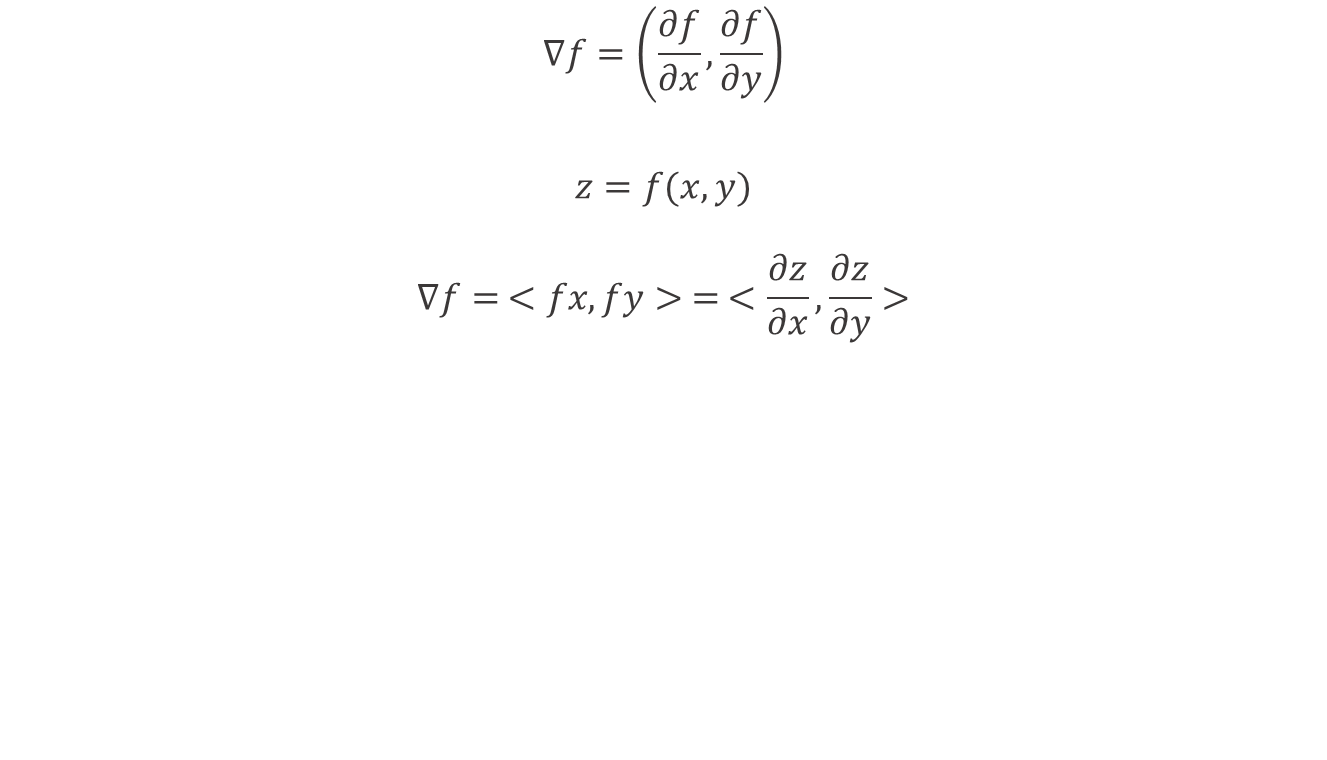 ∇f = (∂f/∂x, ∂f/∂y)
z = f(x, y)
∇f = < fx, fy > = < ∂z/∂x, ∂z/∂y >